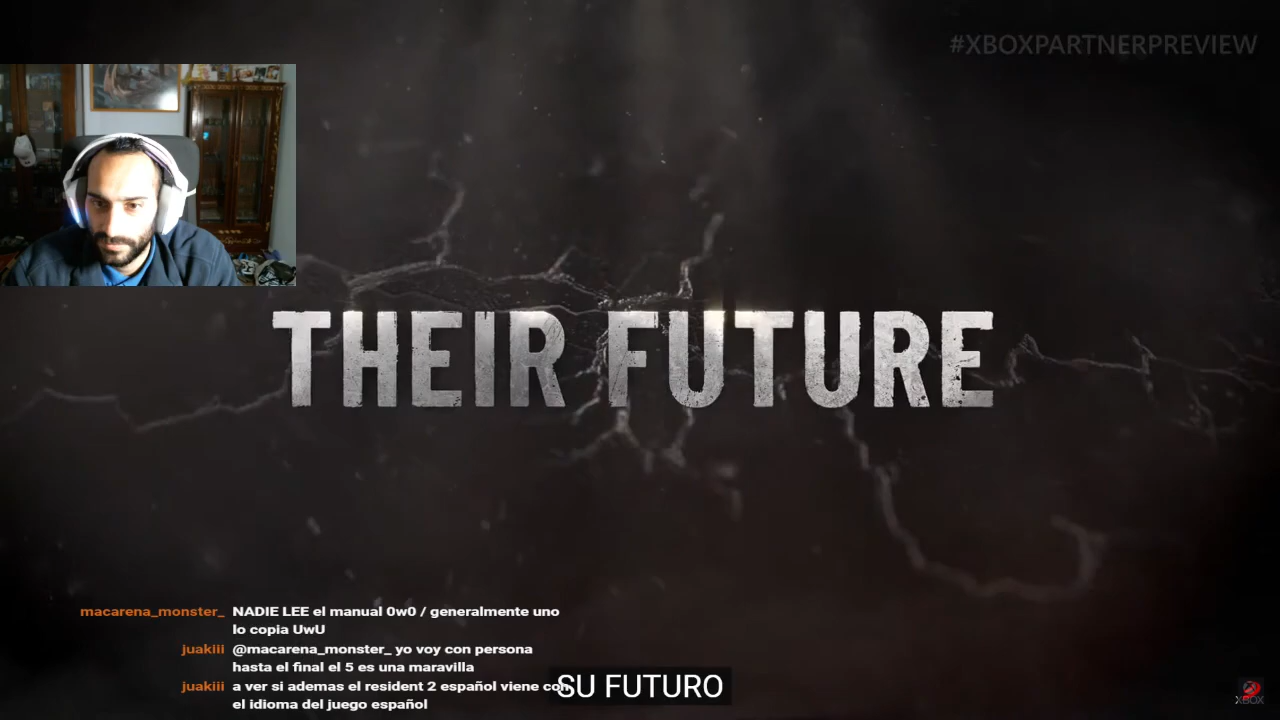 #XBOXPARTNERPREVIEW
THEIR FUTURE
macarena_monster_ NADIE LEE el manual 0w0 / generalmente uno
lo copia UwU
juakiii @macarena_monster_ yo voy con persona
hasta el final el 5 es una maravilla
juakiii a ver si ademas el resident 2 español viene con
el idioma del juego español
SU FUTURO
XBOX